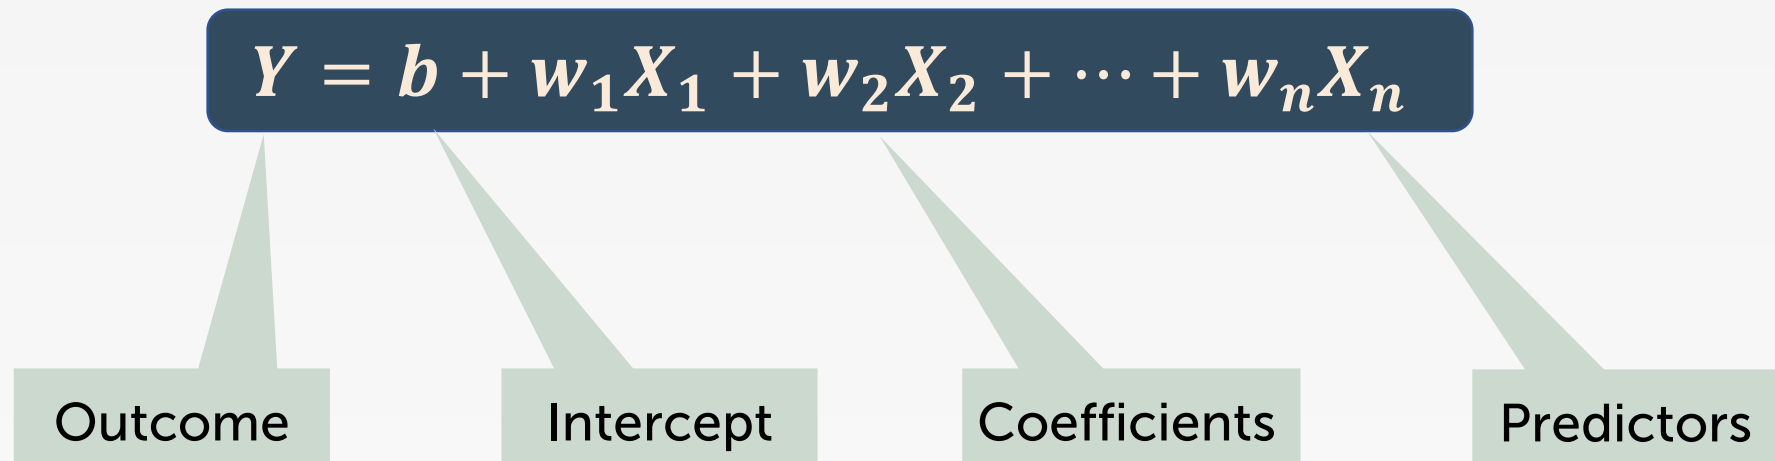 Y = b + w₁X₁ + w₂X₂ + ⋯ + wₙXₙ
Outcome
Intercept
Coefficients
Predictors